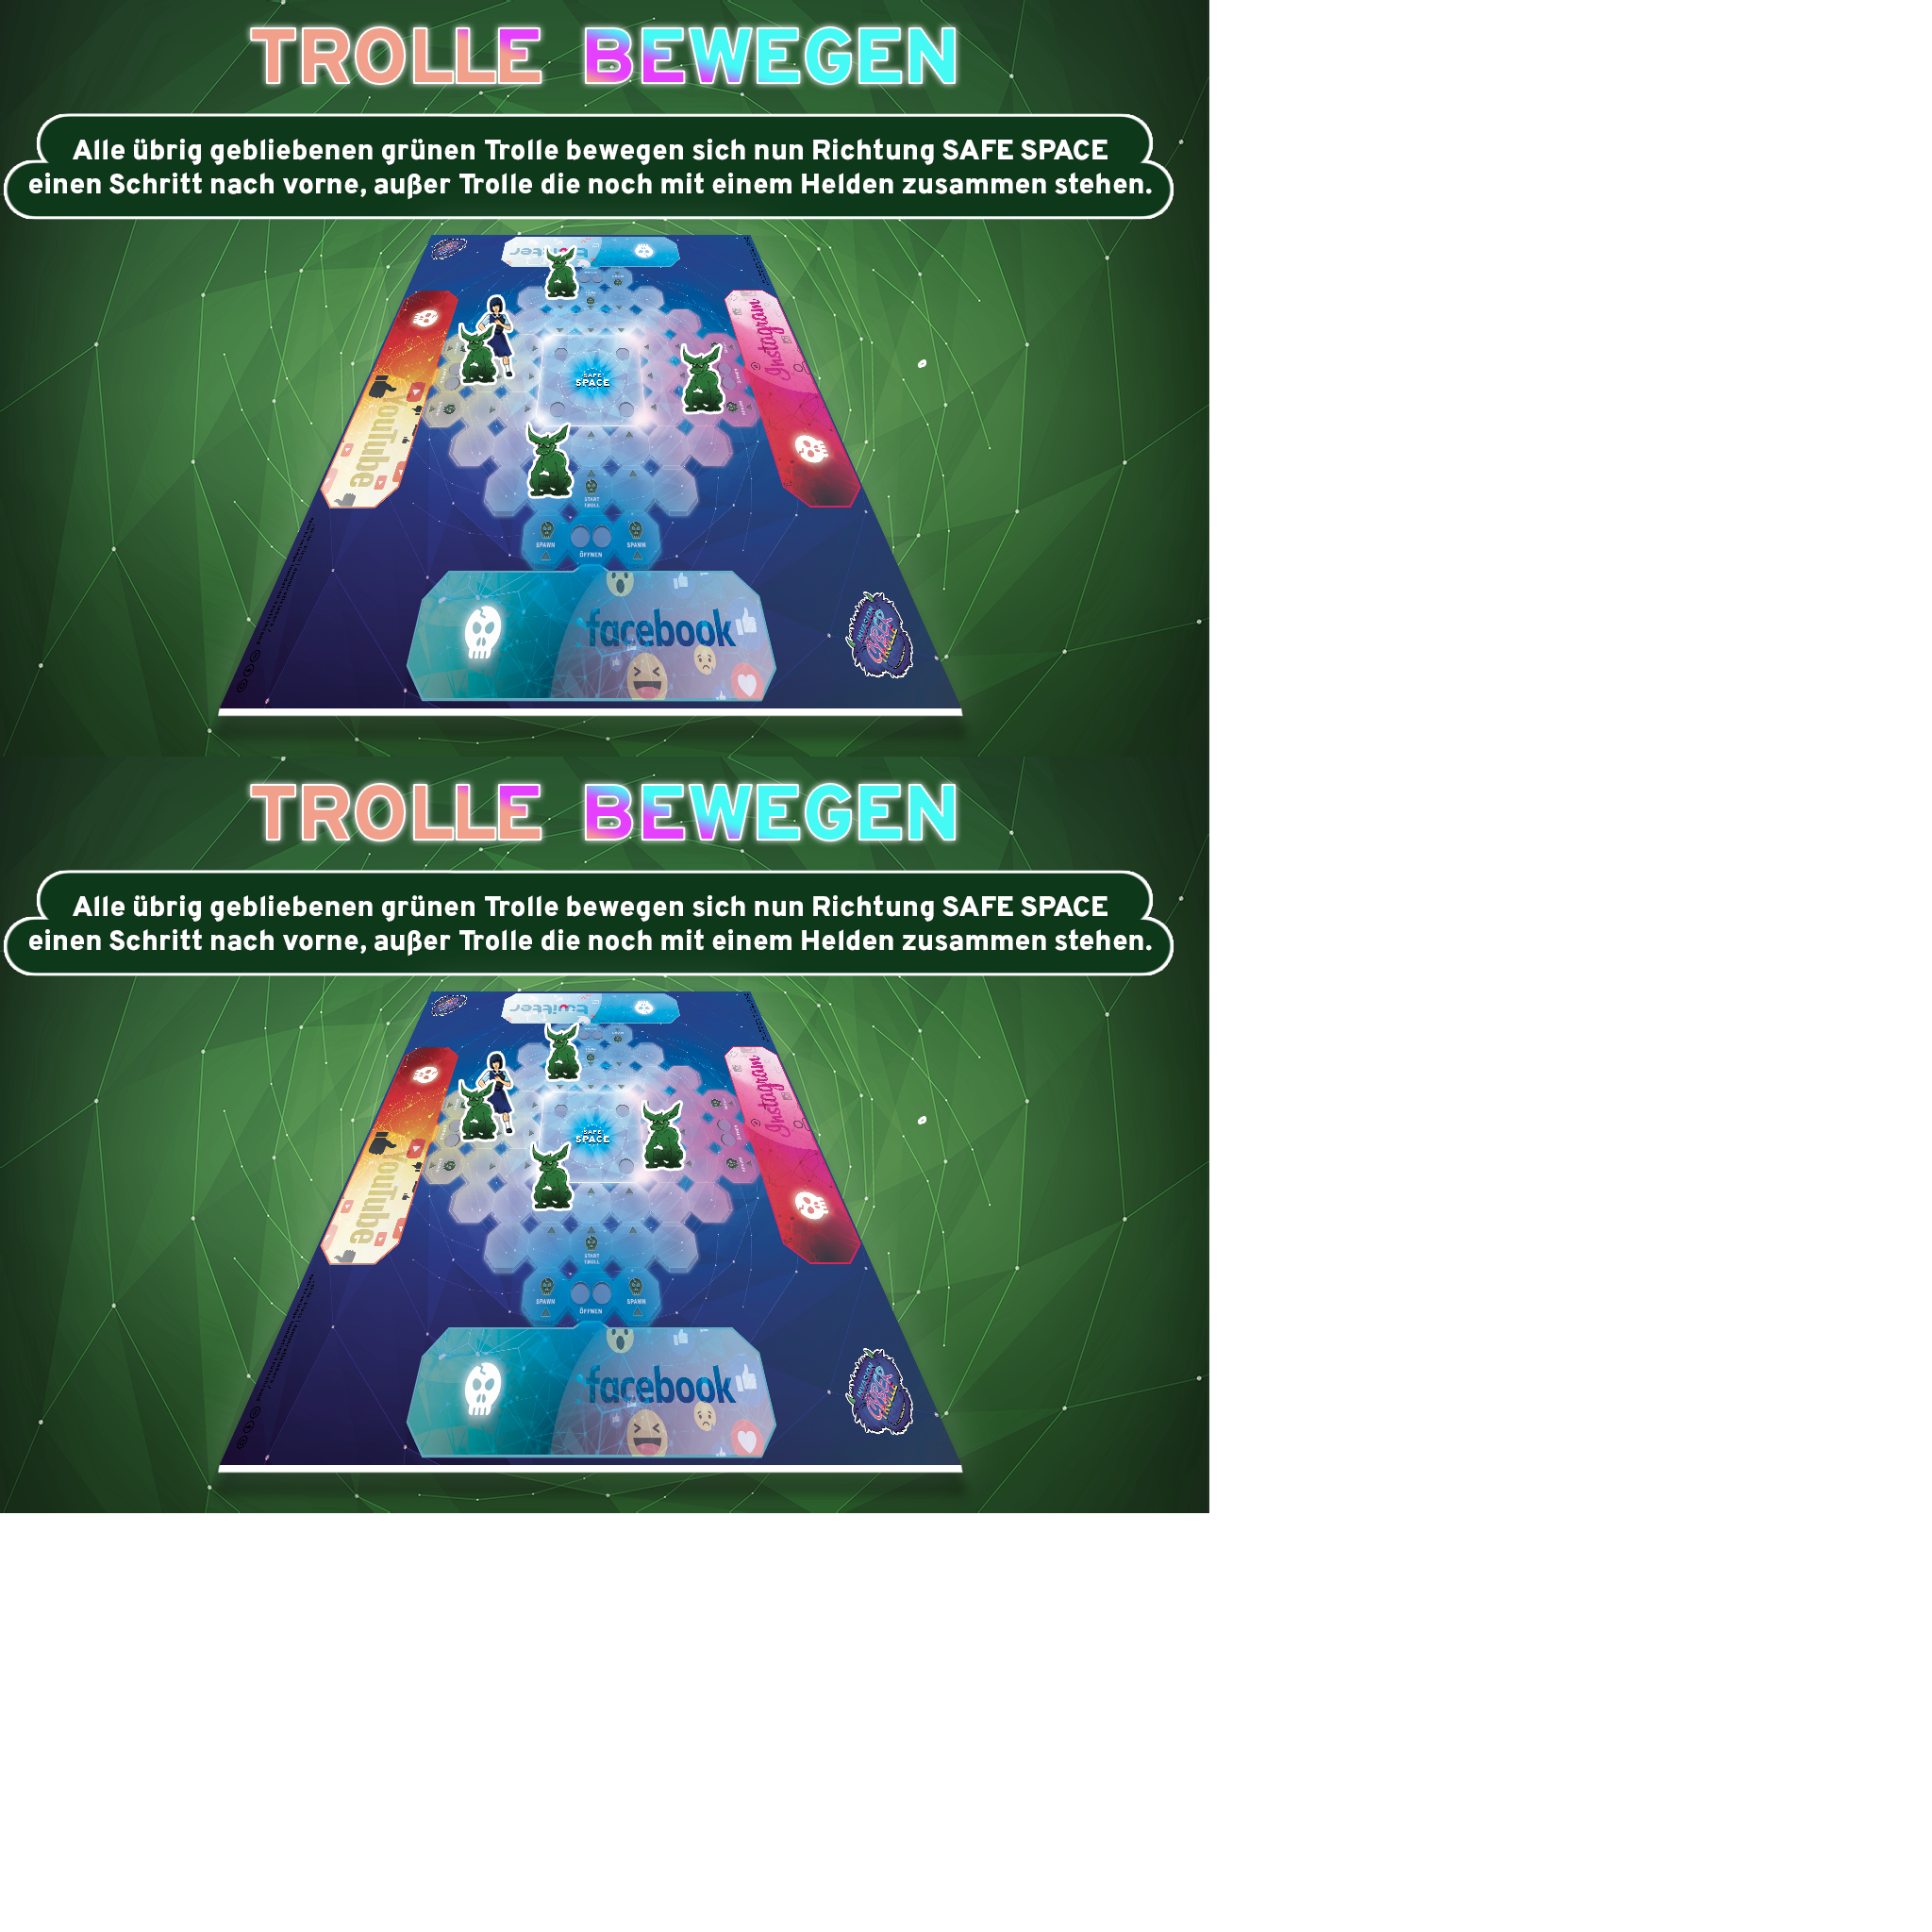 TROLLE BEWEGEN
Alle übrig gebliebenen grünen Trolle bewegen sich nun Richtung SAFE SPACE
einen Schritt nach vorne, außer Trolle die noch mit einem Helden zusammen stehen.
Instagram
SAFE
SPACE
YouTube
START
TROLL
SPAWN
ÖFFNEN
SPAWN
facebook
TROLLE BEWEGEN
Alle übrig gebliebenen grünen Trolle bewegen sich nun Richtung SAFE SPACE
einen Schritt nach vorne, außer Trolle die noch mit einem Helden zusammen stehen.
twitter
Instagram
SAFE
SPACE
YouTube
START
TROLL
SPAWN
ÖFFNEN
SPAWN
facebook